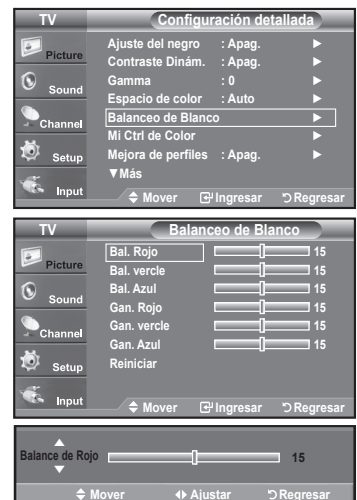 TV Configuración detallada
Picture
Sound
Channel
Setup
Input
Ajuste del negro : Apag. ►
Contraste Dinám. : Apag. ►
Gamma : 0 ►
Espacio de color : Auto ►
Balanceo de Blanco ►
Mi Ctrl de Color ►
Mejora de perfiles : Apag. ►
▼Más
Mover Ingresar Regresar
TV Balanceo de Blanco
Picture
Sound
Channel
Setup
Input
Bal. Rojo 15
Bal. vercle 15
Bal. Azul 15
Gan. Rojo 15
Gan. vercle 15
Gan. Azul 15
Reiniciar
Mover Ingresar Regresar
▲
Balance de Rojo 15
▼
Mover Ajustar Regresar